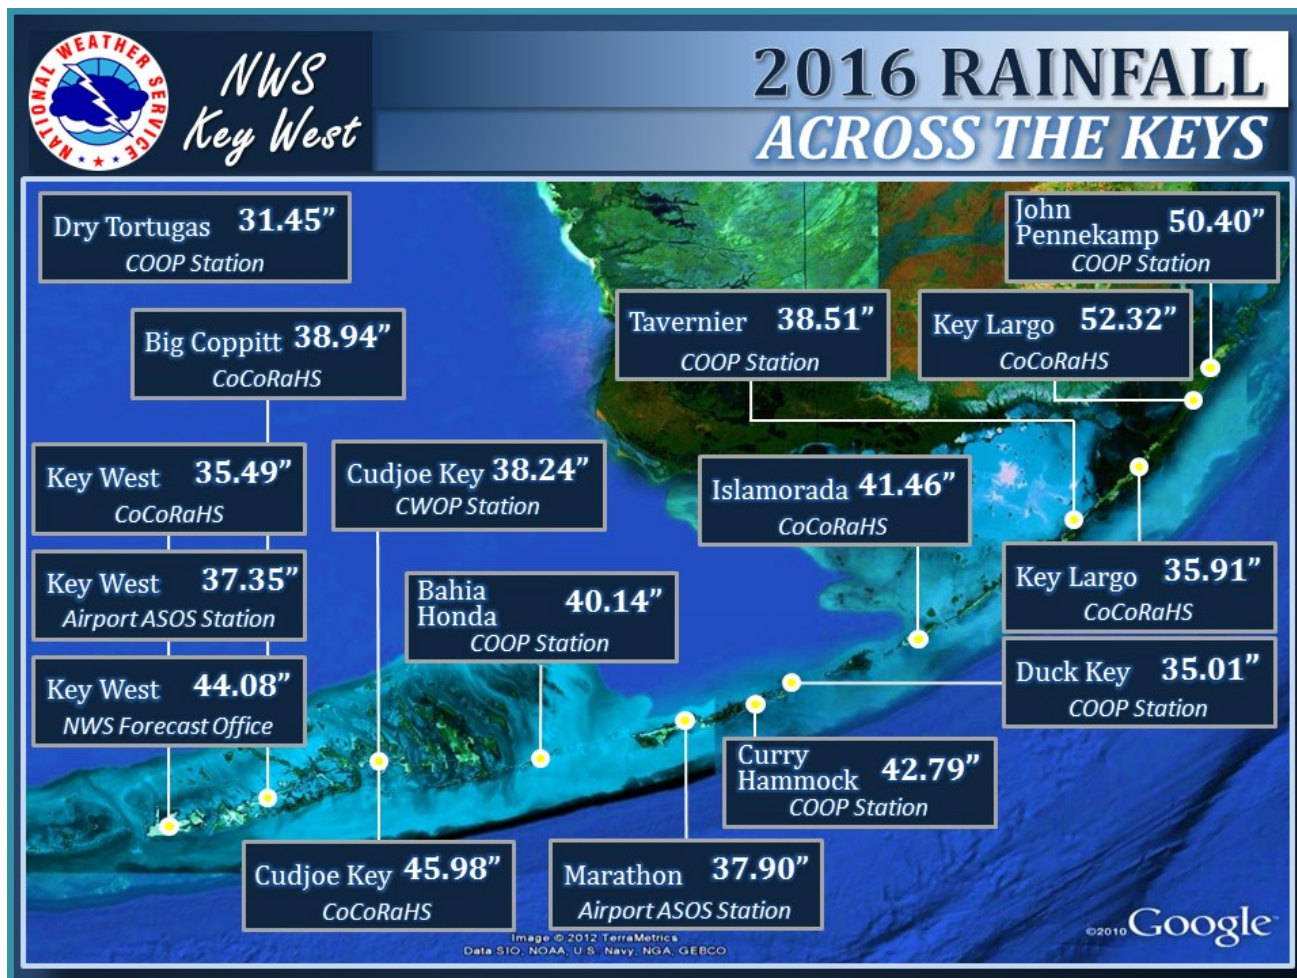 NATIONAL WEATHER SERVICE
NWS
Key West
2016 RAINFALL
ACROSS THE KEYS
Dry Tortugas 31.45”
COOP Station
John
Pennekamp 50.40”
COOP Station
Big Coppitt 38.94”
CoCoRaHS
Tavernier 38.51”
COOP Station
Key Largo 52.32”
CoCoRaHS
Key West 35.49”
CoCoRaHS
Cudjoe Key 38.24”
CWOP Station
Islamorada 41.46”
CoCoRaHS
Key West 37.35”
Airport ASOS Station
Bahia
Honda 40.14”
COOP Station
Key Largo 35.91”
CoCoRaHS
Key West 44.08”
NWS Forecast Office
Duck Key 35.01”
COOP Station
Curry
Hammock 42.79”
COOP Station
Cudjoe Key 45.98”
CoCoRaHS
Marathon 37.90”
Airport ASOS Station
©2010 Google™
Image © 2012 TerraMetrics
Data SIO, NOAA, U.S. Navy, NGA, GEBCO